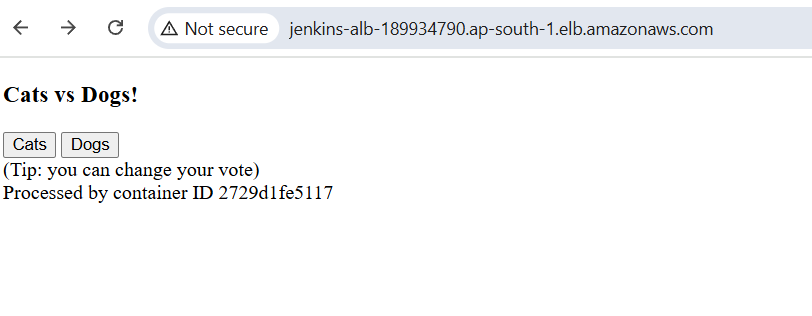 Not secure jenkins-alb-189934790.ap-south-1.elb.amazonaws.com
Cats vs Dogs!
Cats Dogs
(Tip: you can change your vote)
Processed by container ID 2729d1fe5117